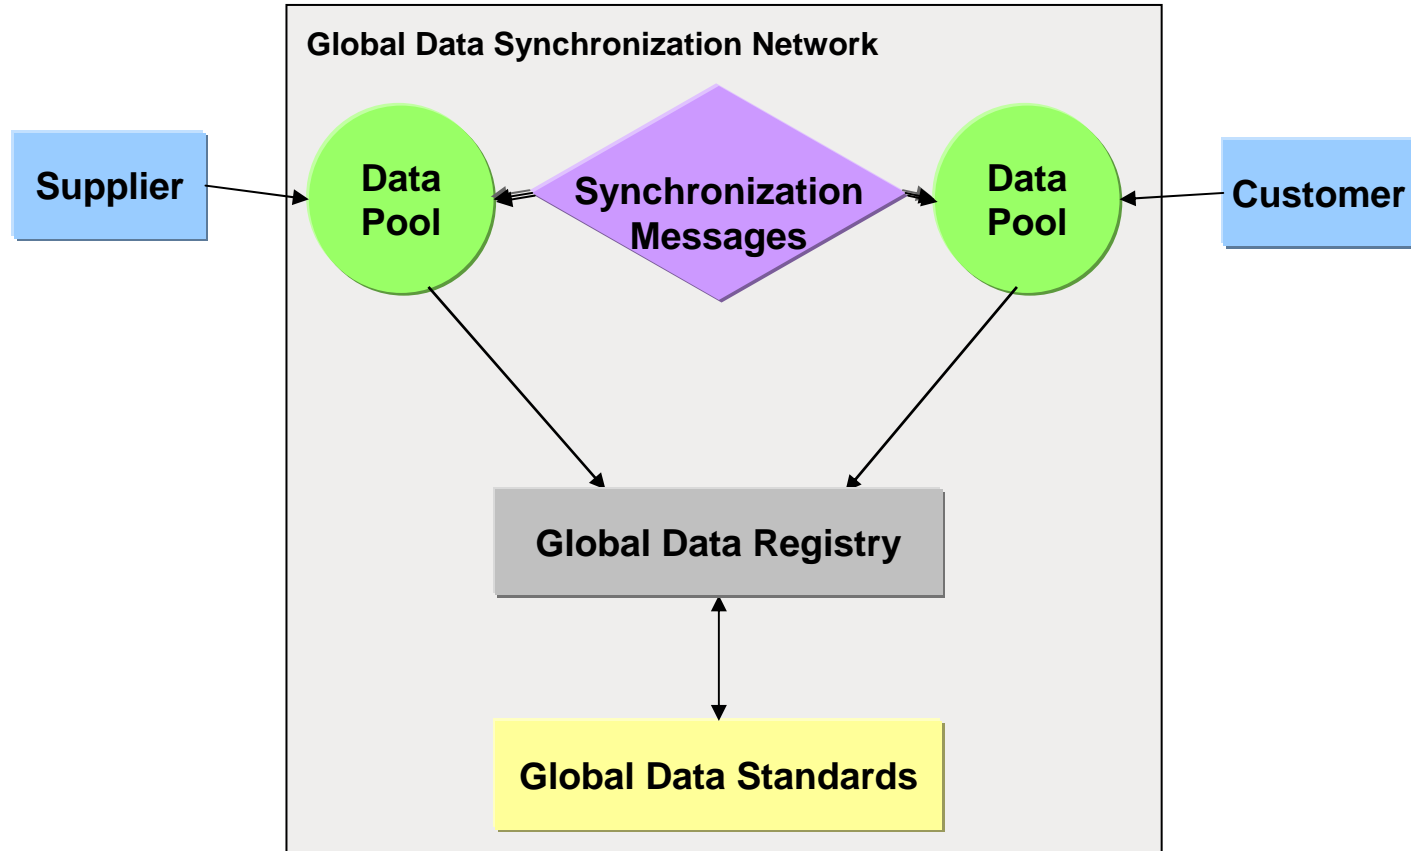 Global Data Synchronization Network
Supplier
Data
Pool
Synchronization
Messages
Data
Pool
Customer
Global Data Registry
Global Data Standards